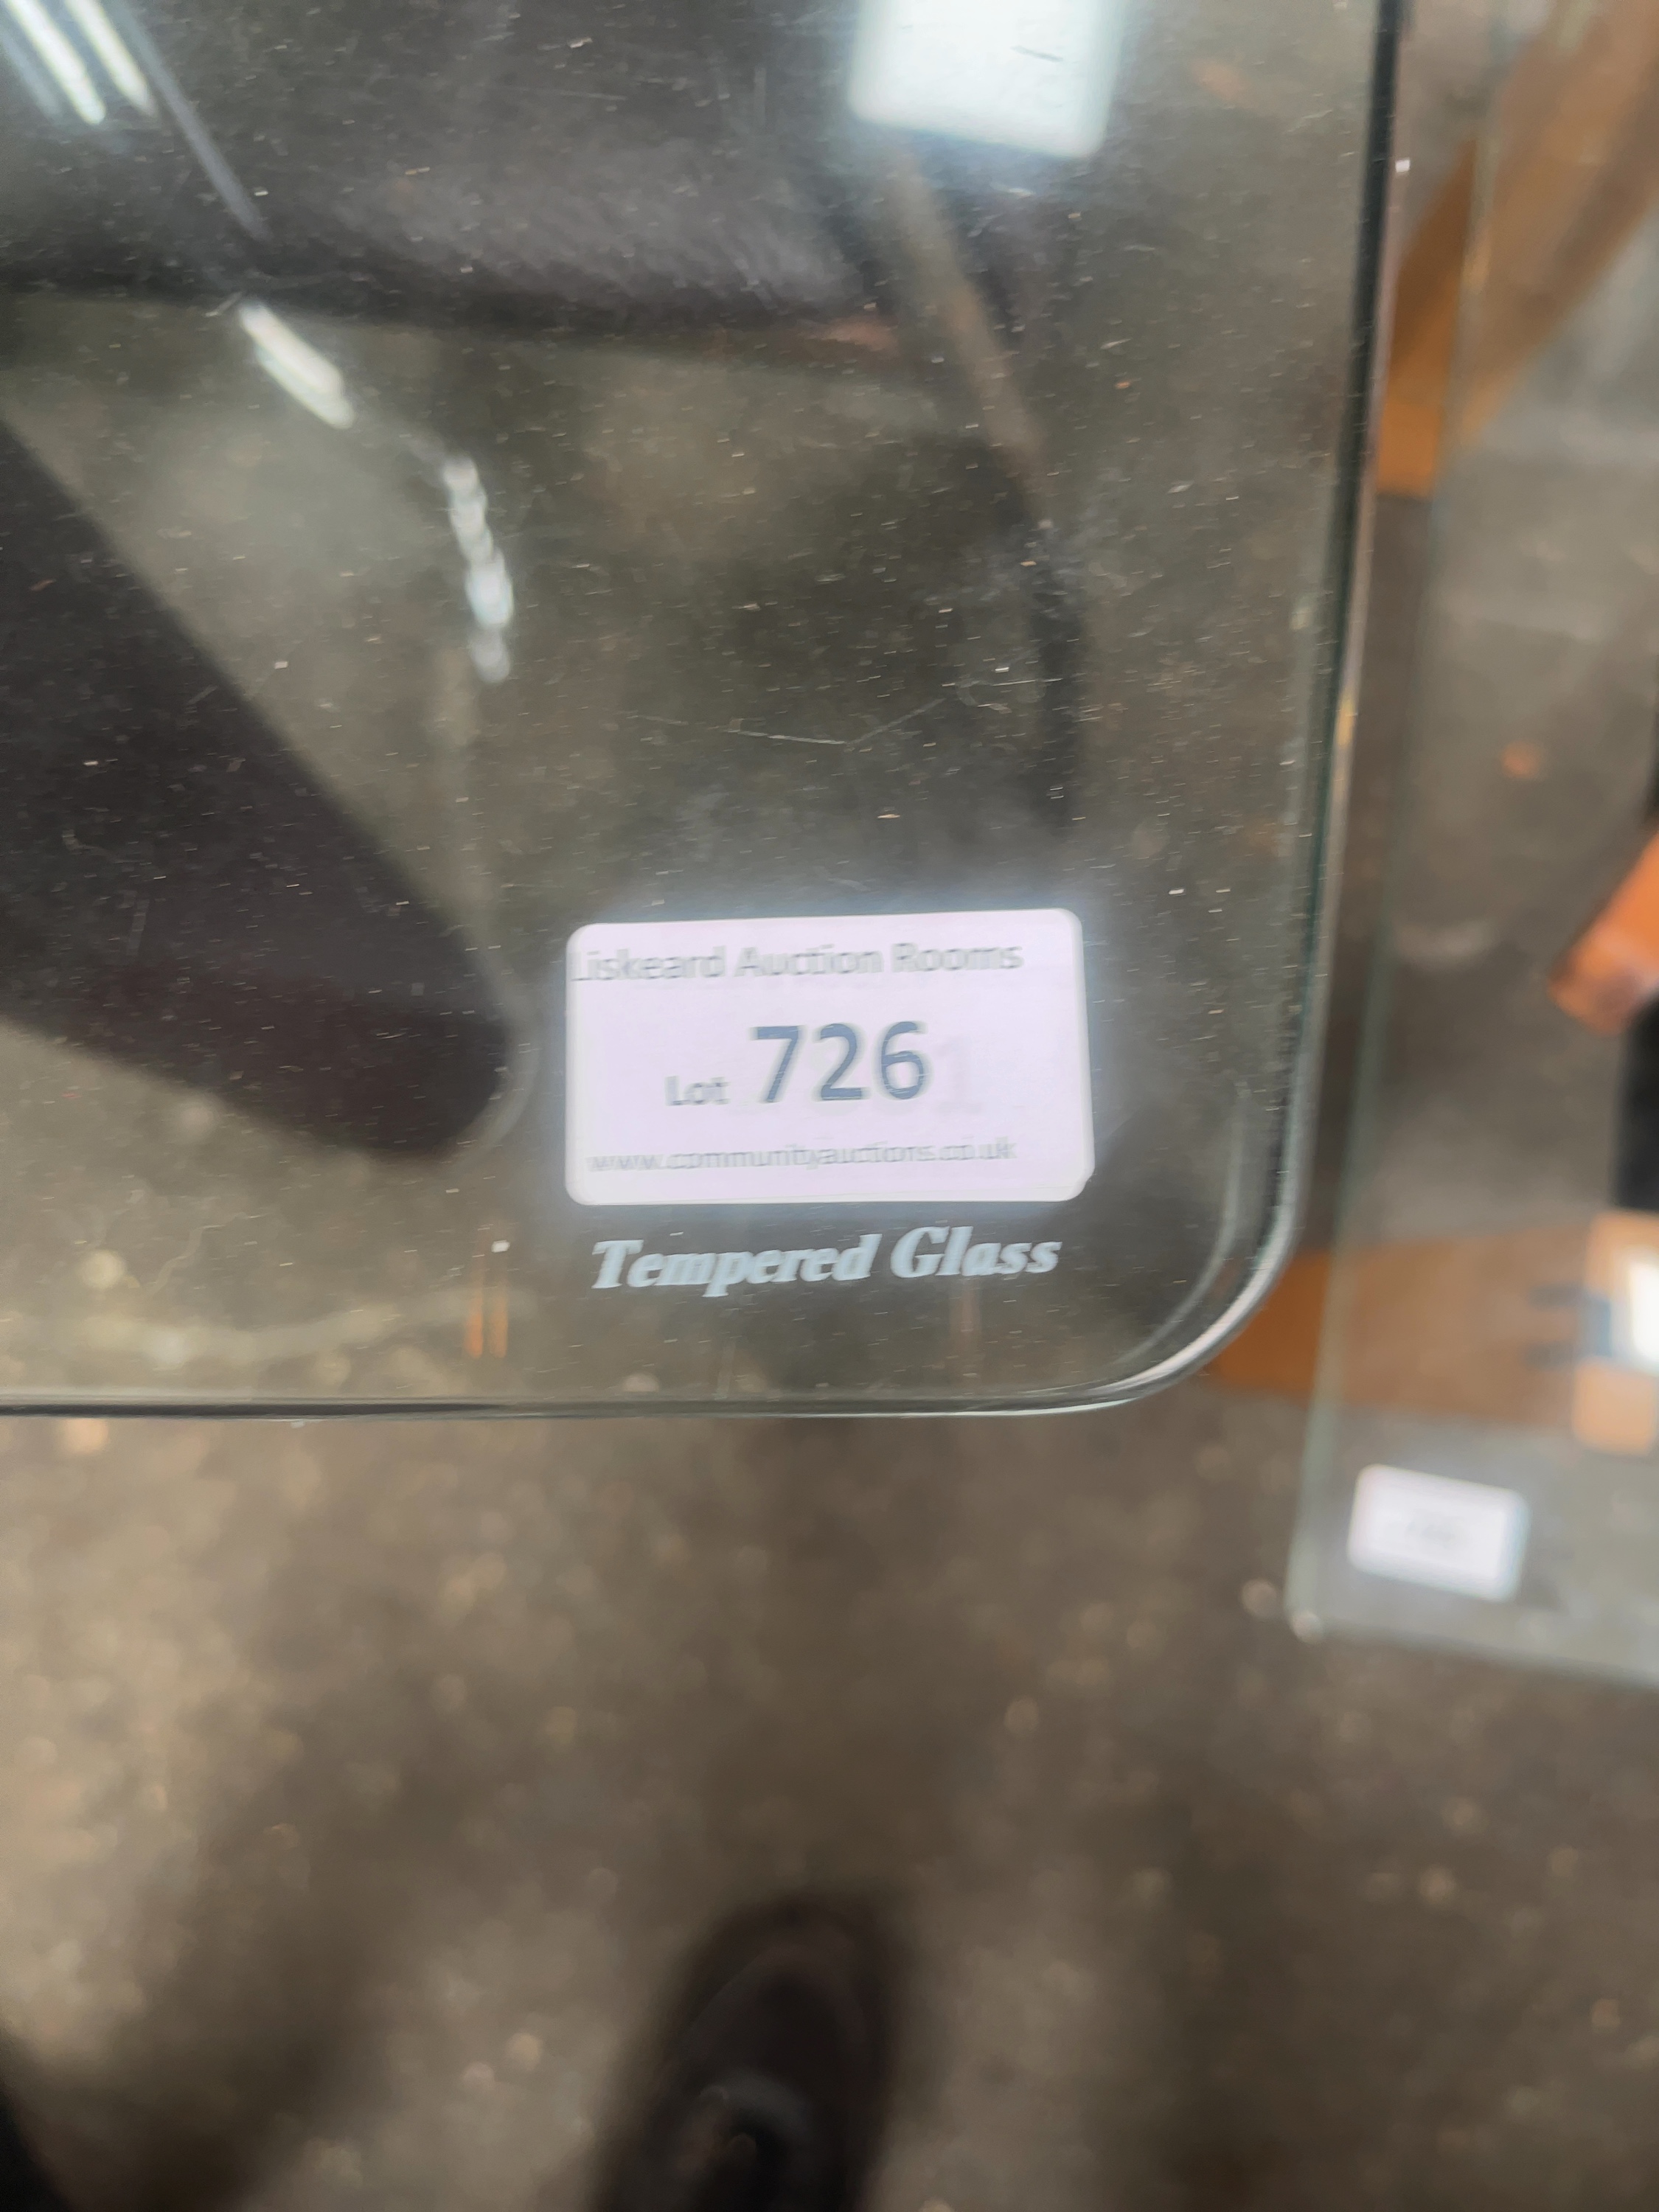 Liskeard Auction Rooms
Lot 726
www.communityauctions.co.uk
Tempered Glass